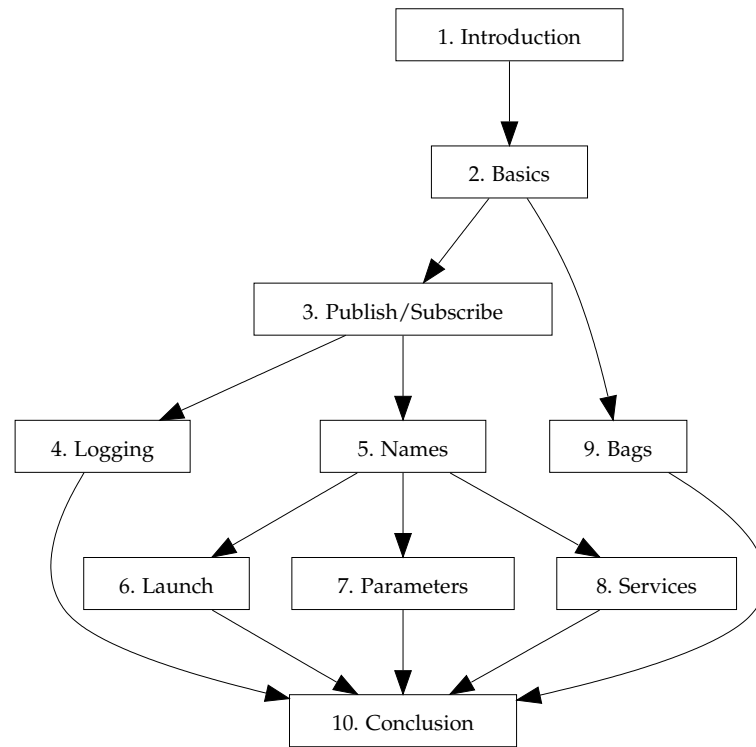 1. Introduction
2. Basics
3. Publish/Subscribe
4. Logging
5. Names
9. Bags
6. Launch
7. Parameters
8. Services
10. Conclusion